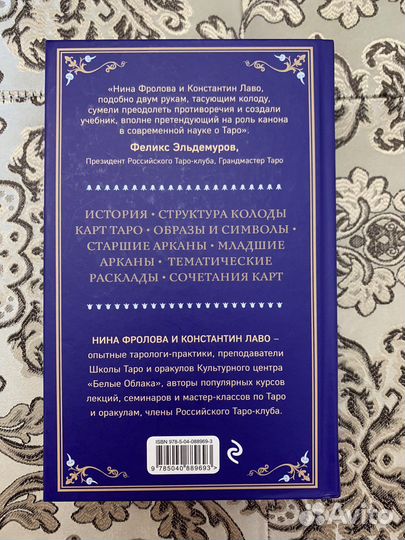 «Нина Фролова и Константин Лаво,
подобно двум рукам, тасующим колоду,
сумели преодолеть противоречия и создали
учебник, вполне претендующий на роль канона
в современной науке о Таро».
Феликс Эльдемуров,
Президент Российского Таро-клуба, Грандмастер Таро
ИСТОРИЯ • СТРУКТУРА КОЛОДЫ
КАРТ ТАРО • ОБРАЗЫ И СИМВОЛЫ •
СТАРШИЕ АРКАНЫ • МЛАДШИЕ
АРКАНЫ • ТЕМАТИЧЕСКИЕ
РАСКЛАДЫ • СОЧЕТАНИЯ КАРТ
НИНА ФРОЛОВА И КОНСТАНТИН ЛАВО –
опытные тарологи-практики, преподаватели
Школы Таро и оракулов Культурного центра
«Белые Облака», авторы популярных курсов
лекций, семинаров и мастер-классов по Таро
и оракулам, члены Российского Таро-клуба.
ISBN 978-5-04-088969-3
9 785040 889693 >
Avito